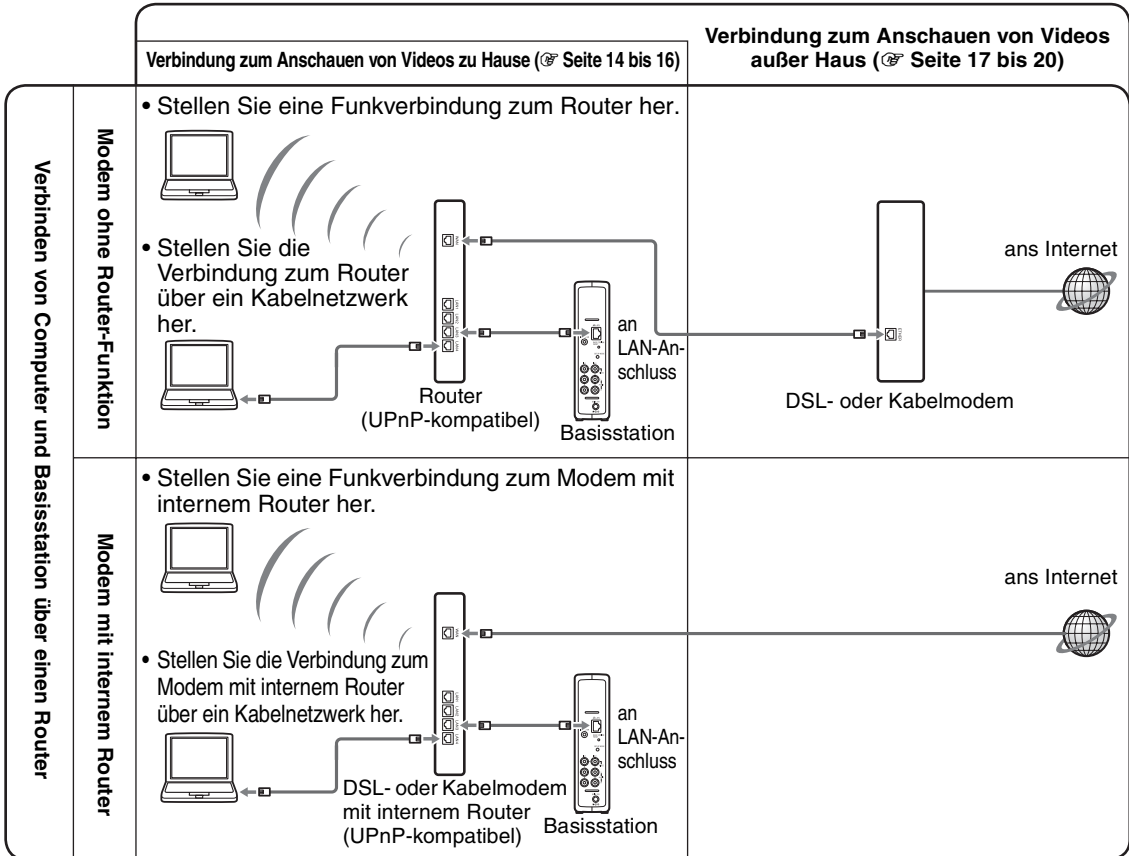 Verbindung zum Anschauen von Videos zu Hause (☞ Seite 14 bis 16)
Verbindung zum Anschauen von Videos
außer Haus (☞ Seite 17 bis 20)
Verbinden von Computer und Basisstation über einen Router
Modem ohne Router-Funktion
• Stellen Sie eine Funkverbindung zum Router her.
• Stellen Sie die
Verbindung zum Router
über ein Kabelnetzwerk
her.
Router
(UPnP-kompatibel)
an
LAN-An-
schluss
Basisstation
DSL- oder Kabelmodem
ans Internet
Modem mit internem Router
• Stellen Sie eine Funkverbindung zum Modem mit
internem Router her.
• Stellen Sie die Verbindung zum
Modem mit internem Router
über ein Kabelnetzwerk her.
DSL- oder Kabelmodem
mit internem Router
(UPnP-kompatibel)
an
LAN-An-
schluss
Basisstation
ans Internet